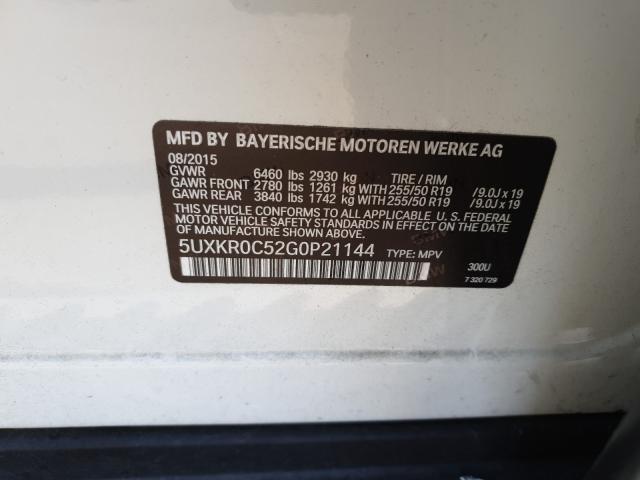 MFD BY BAYERISCHE MOTOREN WERKE AG
08/2015
GVWR 6460 lbs 2930 kg TIRE / RIM
GAWR FRONT 2780 lbs 1261 kg WITH 255/50 R19 / 9.0J x 19
GAWR REAR 3840 lbs 1742 kg WITH 255/50 R19 / 9.0J x 19
THIS VEHICLE CONFORMS TO ALL APPLICABLE U. S. FEDERAL
MOTOR VEHICLE SAFETY STANDARDS IN EFFECT ON THE DATE
OF MANUFACTURE SHOWN ABOVE.
5UXKR0C52G0P21144 TYPE: MPV
300U
7 320 729